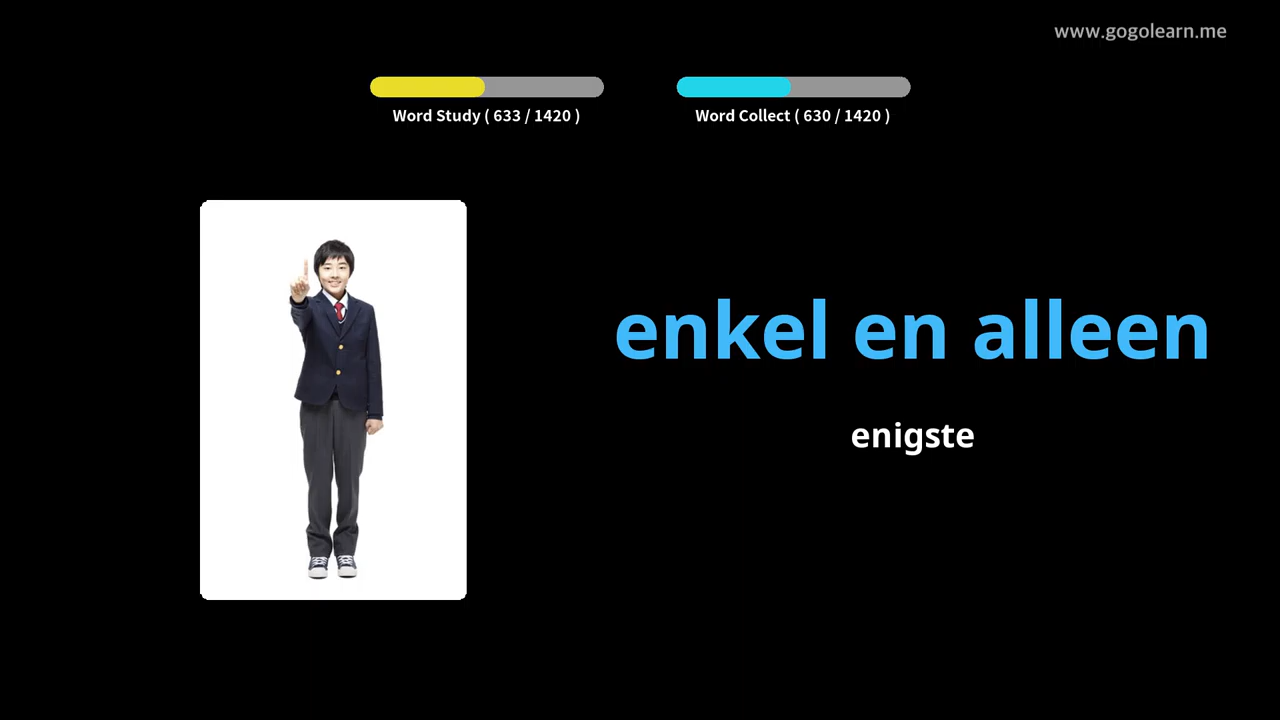 www.gogolearn.me
Word Study ( 633 / 1420 )
Word Collect ( 630 / 1420 )
enkel en alleen
enigste